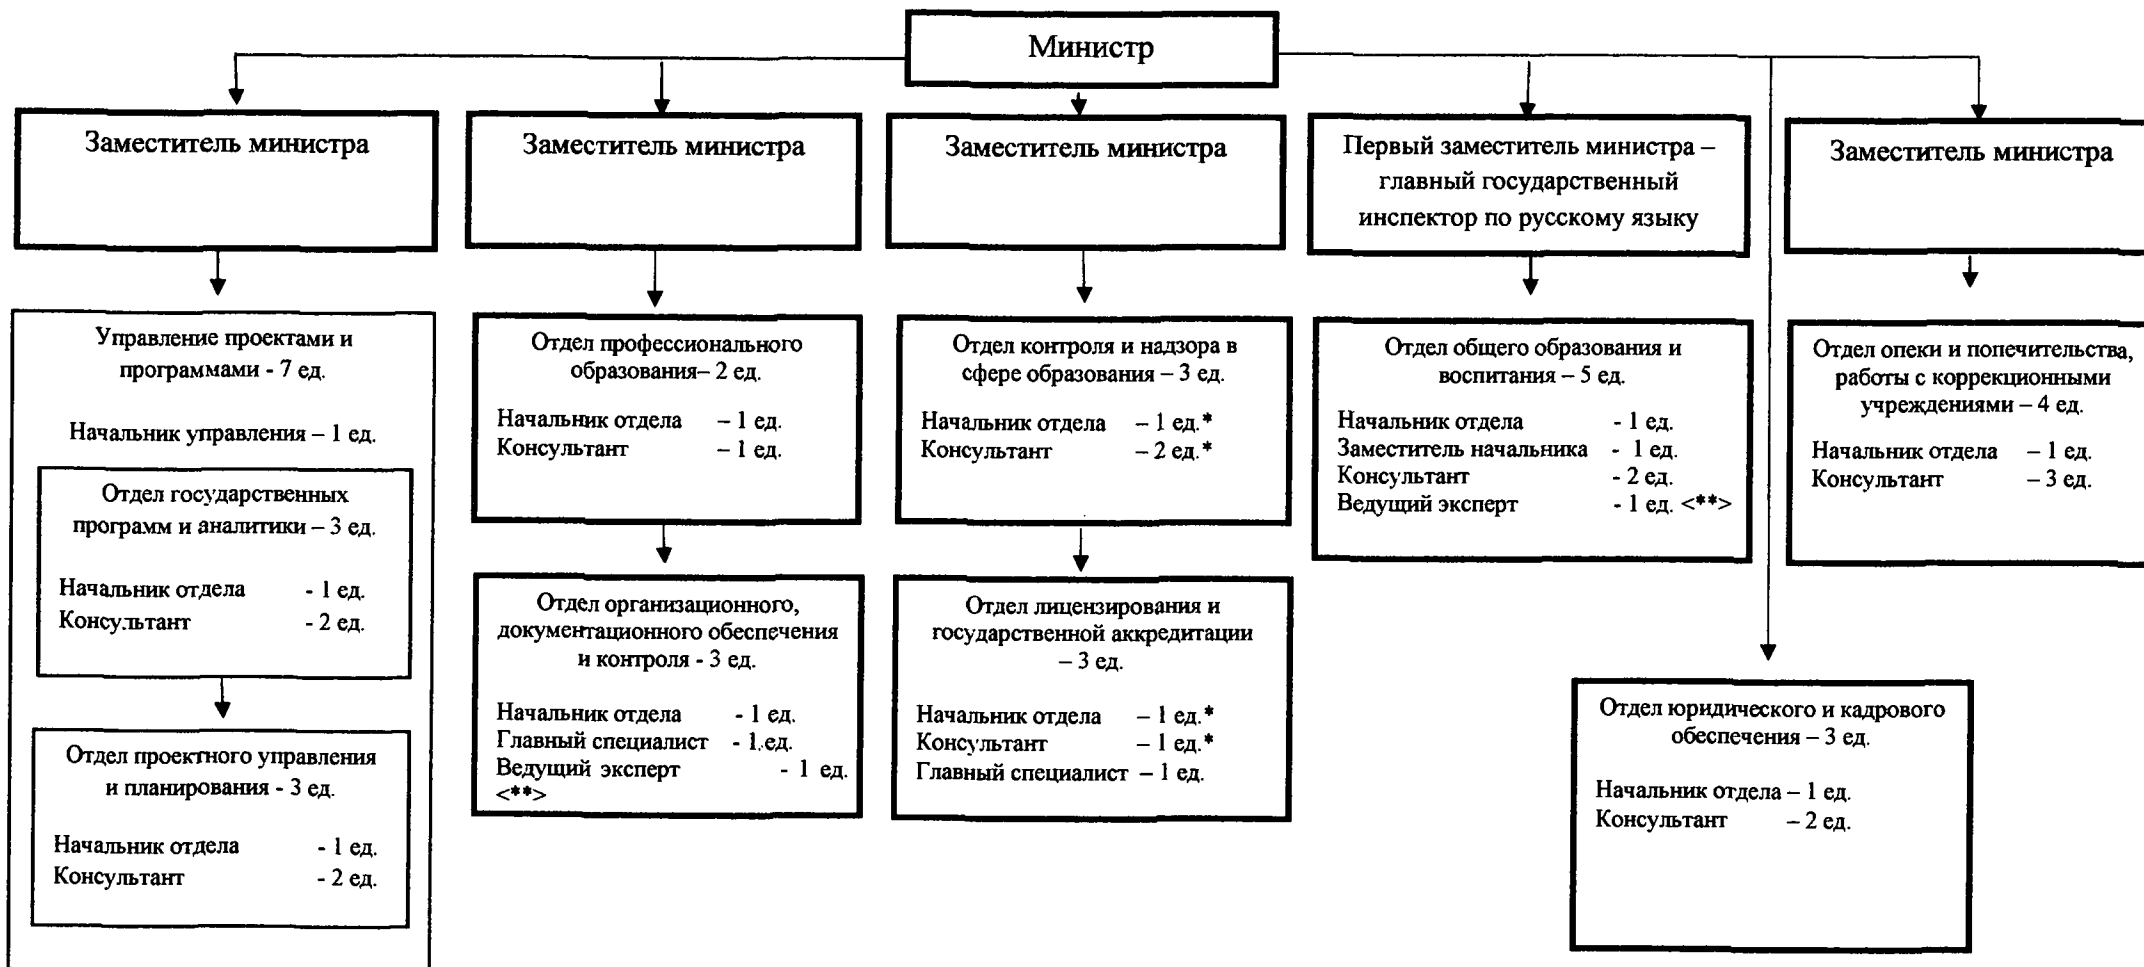 Министр
Заместитель министра
Заместитель министра
Заместитель министра
Первый заместитель министра –
главный государственный
инспектор по русскому языку
Заместитель министра
Управление проектами и
программами - 7 ед.
Начальник управления – 1 ед.
Отдел государственных
программ и аналитики – 3 ед.
Начальник отдела - 1 ед.
Консультант - 2 ед.
Отдел проектного управления
и планирования - 3 ед.
Начальник отдела - 1 ед.
Консультант - 2 ед.
Отдел профессионального
образования– 2 ед.
Начальник отдела – 1 ед.
Консультант – 1 ед.
Отдел организационного,
документационного обеспечения
и контроля - 3 ед.
Начальник отдела - 1 ед.
Главный специалист - 1.ед.
Ведущий эксперт - 1 ед.
<**>
Отдел контроля и надзора в
сфере образования – 3 ед.
Начальник отдела – 1 ед.*
Консультант – 2 ед.*
Отдел лицензирования и
государственной аккредитации
– 3 ед.
Начальник отдела – 1 ед.*
Консультант – 1 ед.*
Главный специалист – 1 ед.
Отдел общего образования и
воспитания – 5 ед.
Начальник отдела - 1 ед.
Заместитель начальника - 1 ед.
Консультант - 2 ед.
Ведущий эксперт - 1 ед. <**>
Отдел опеки и попечительства,
работы с коррекционными
учреждениями – 4 ед.
Начальник отдела – 1 ед.
Консультант – 3 ед.
Отдел юридического и кадрового
обеспечения – 3 ед.
Начальник отдела – 1 ед.
Консультант – 2 ед.